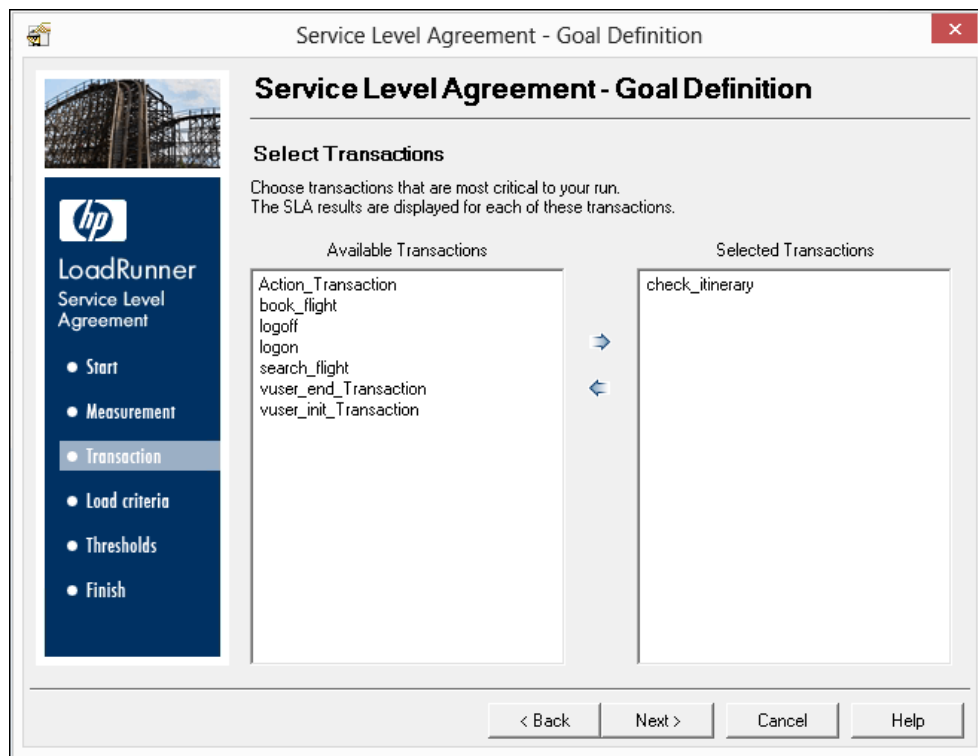 Service Level Agreement - Goal Definition
Service Level Agreement - Goal Definition
Select Transactions
Choose transactions that are most critical to your run.
The SLA results are displayed for each of these transactions.
hp
LoadRunner
Service Level
Agreement
Start
Measurement
Transaction
Load criteria
Thresholds
Finish
Available Transactions
Action_Transaction
book_flight
logoff
logon
search_flight
vuser_end_Transaction
vuser_init_Transaction
Selected Transactions
check_itinerary
< Back
Next >
Cancel
Help